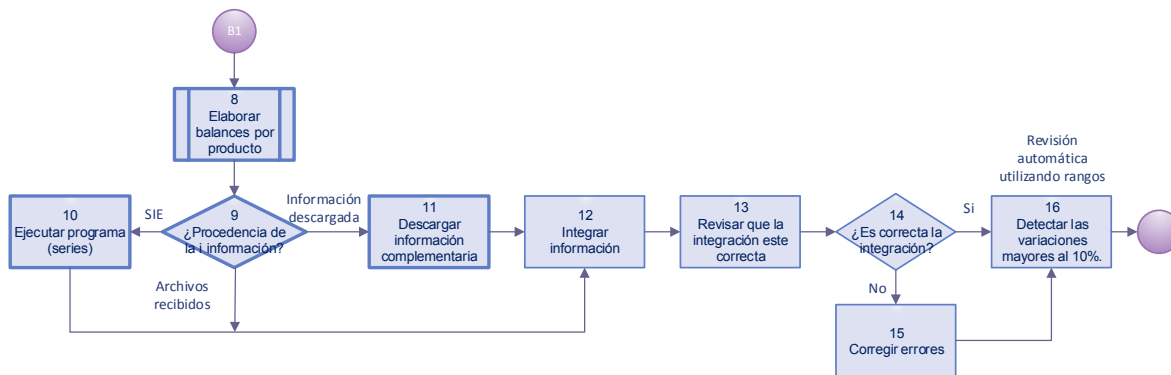 B1
8
Elaborar
balances por
producto
10
Ejecutar programa
(series)
SIE
9
¿Procedencia de
la i información?
Información
descargada
Archivos
recibidos
11
Descargar
información
complementaria
12
Integrar
información
13
Revisar que la
integración este
correcta
14
¿Es correcta la
integración?
Si
No
15
Corregir errores
Revisión
automática
utilizando rangos
16
Detectar las
variaciones
mayores al 10%.